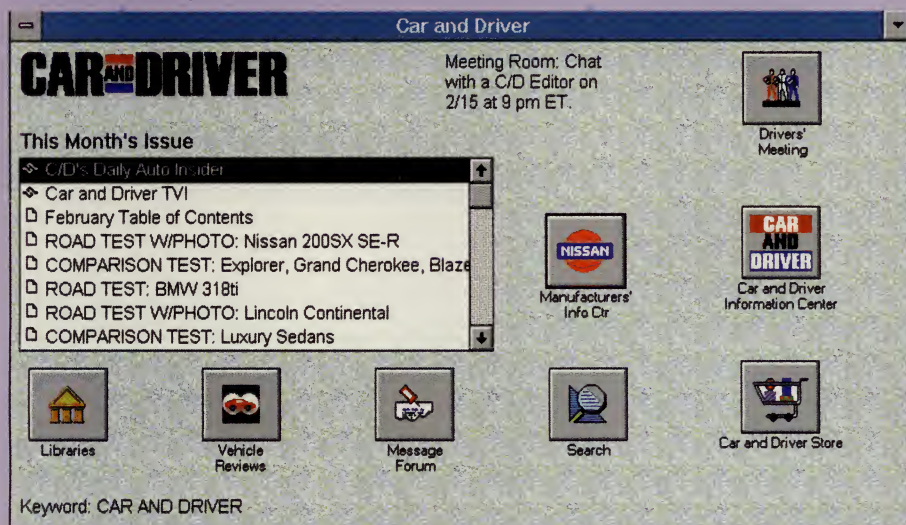 Car and Driver
CAR AND DRIVER
Meeting Room: Chat
with a C/D Editor on
2/15 at 9 pm ET.
Drivers'
Meeting
This Month's Issue
C/D's Daily Auto Insider
Car and Driver TV!
February Table of Contents
ROAD TEST W/PHOTO: Nissan 200SX SE-R
COMPARISON TEST: Explorer, Grand Cherokee, Blaze
ROAD TEST: BMW 318ti
ROAD TEST W/PHOTO: Lincoln Continental
COMPARISON TEST: Luxury Sedans
NISSAN
Manufacturers'
Info Ctr
CAR
AND
DRIVER
Car and Driver
Information Center
Libraries
Vehicle
Reviews
Message
Forum
Search
Car and Driver Store
Keyword: CAR AND DRIVER